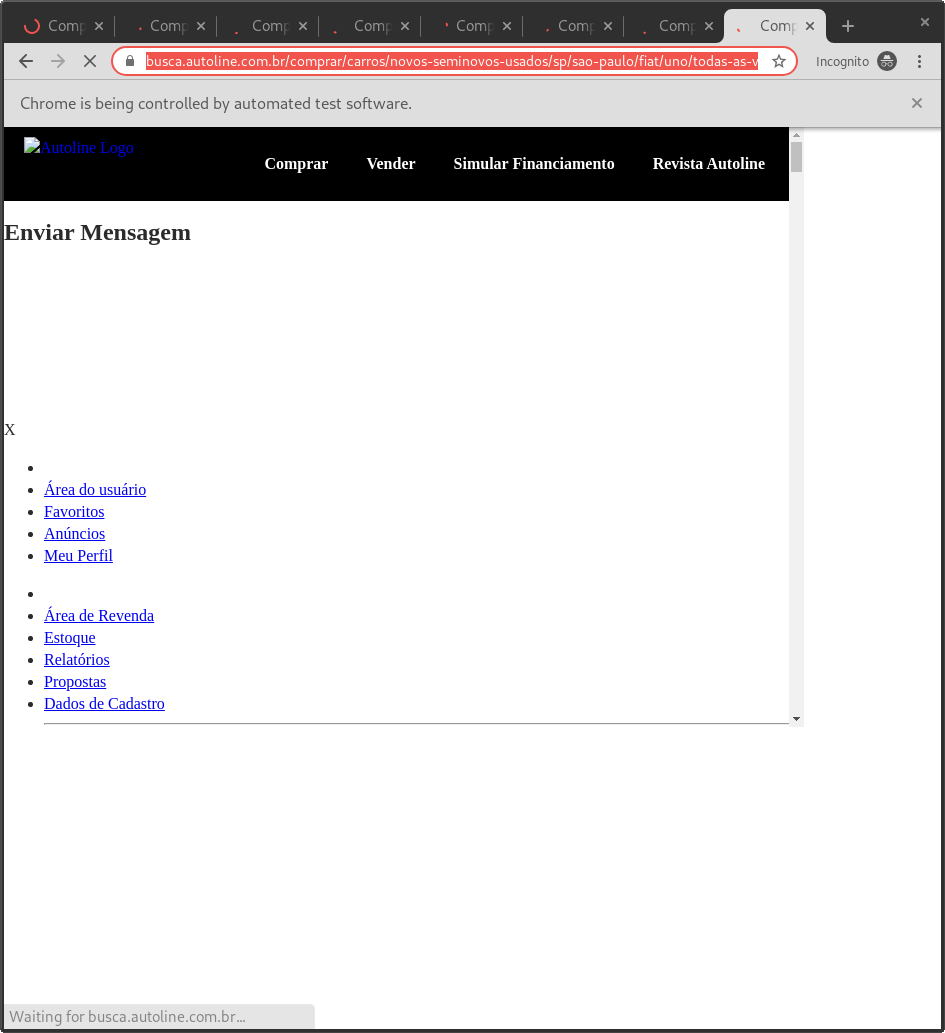 Comp Comp Comp Comp Comp Comp Comp Comp
busca.autoline.com.br/comprar/carros/novos-seminovos-usados/sp/sao-paulo/fiat/uno/todas-as-v
Incognito
Chrome is being controlled by automated test software.
Autoline Logo
Comprar Vender Simular Financiamento Revista Autoline
Enviar Mensagem
X
Área do usuário
Favoritos
Anúncios
Meu Perfil
Área de Revenda
Estoque
Relatórios
Propostas
Dados de Cadastro
Waiting for busca.autoline.com.br...